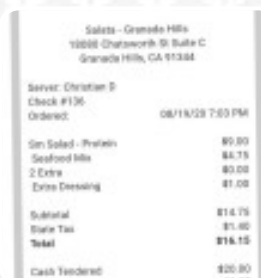 Salata - Granada Hills
Chatsworth St Suite C
Granada Hills, CA 91344
Server: Christian D
Check #136
Ordered: 08/19/20 7:03 PM
Sm Salad - Protein $9.00
Seafood Mix $4.75
2 Extra $0.00
Extra Dressing $1.00
Subtotal $14.75
State Tax $1.40
Total $16.15
Cash Tendered $20.00